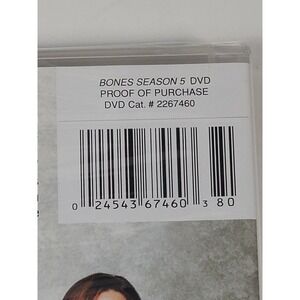 BONES SEASON 5 DVD
PROOF OF PURCHASE
DVD Cat. # 2267460
0 24543 67460 3 80